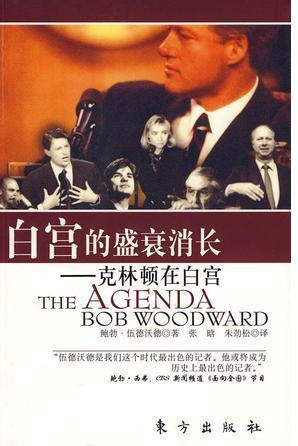 白宫的盛衰消长
——克林顿在白宫
THE AGENDA
BOB WOODWARD
鲍勃·伍德沃德◎著 张 晗 朱劲松◎译
“伍德沃德是我们这个时代最出色的记者。他或将成为
历史上最出色的记者。”
鲍勃·西弗，CBS 新闻频道《面向全国》节目
东方出版社